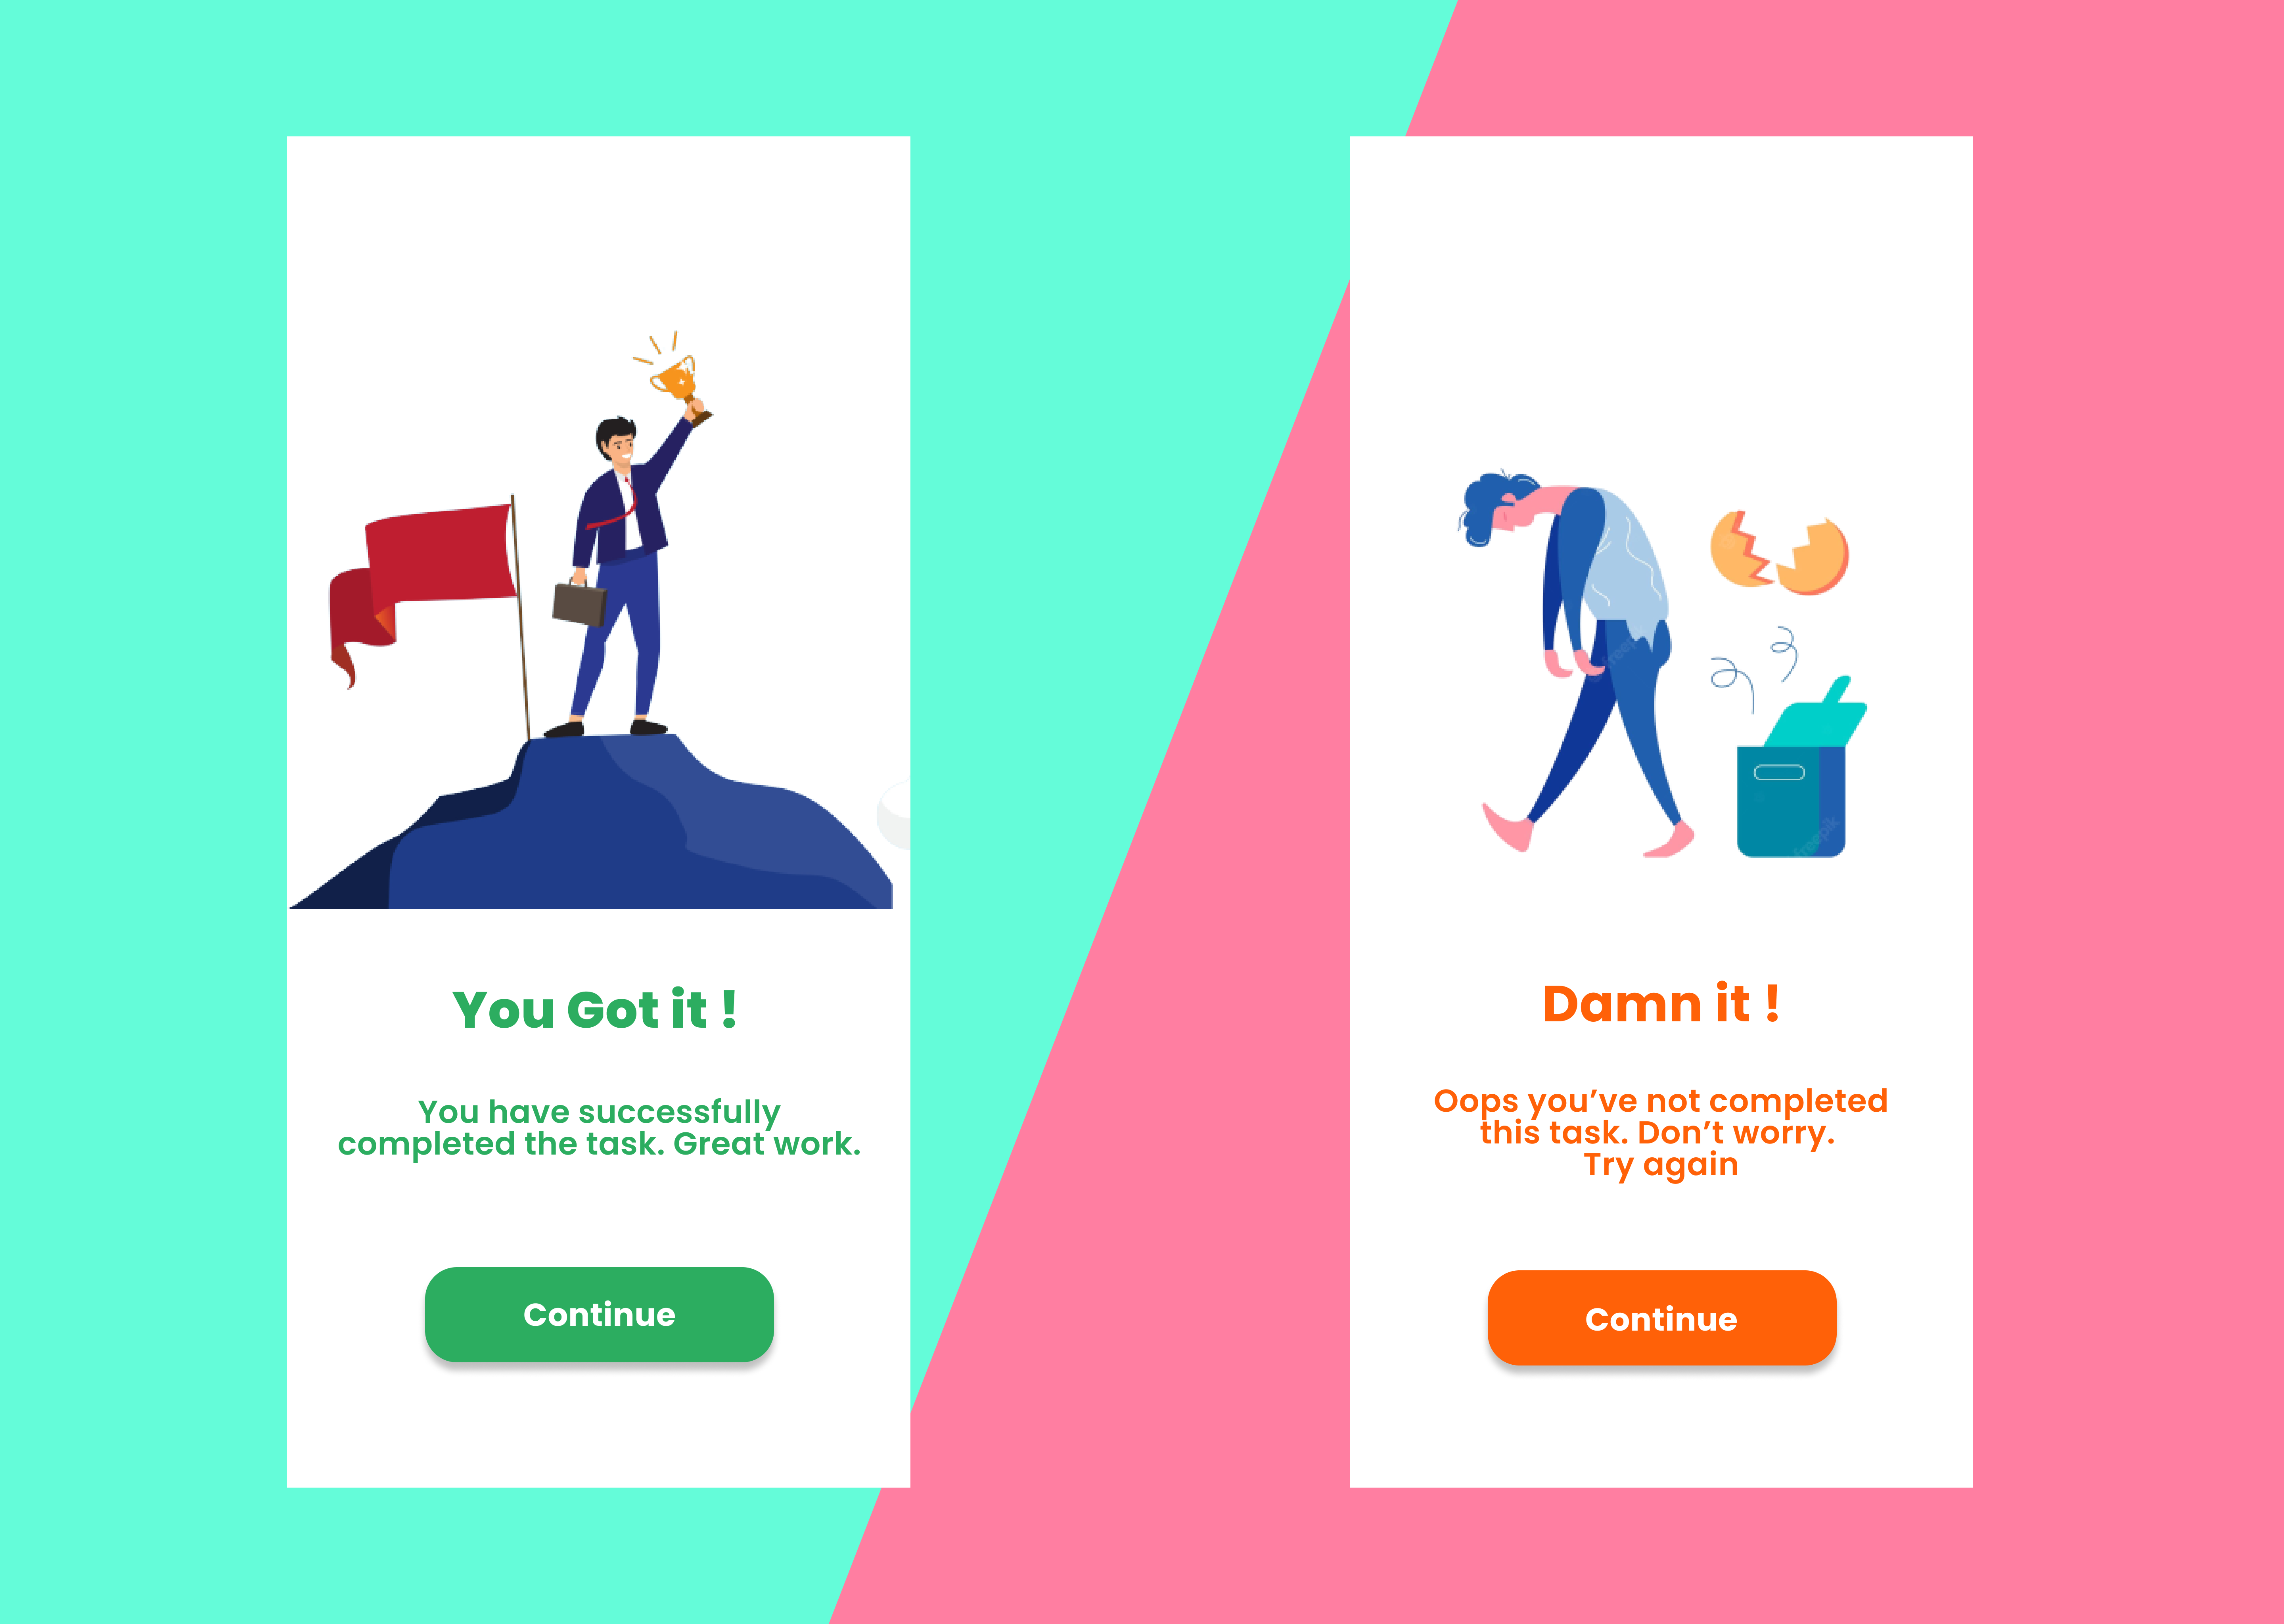 You Got it !
You have successfully
completed the task. Great work.
Continue
Damn it !
Oops you’ve not completed
this task. Don’t worry.
Try again
Continue
freepik